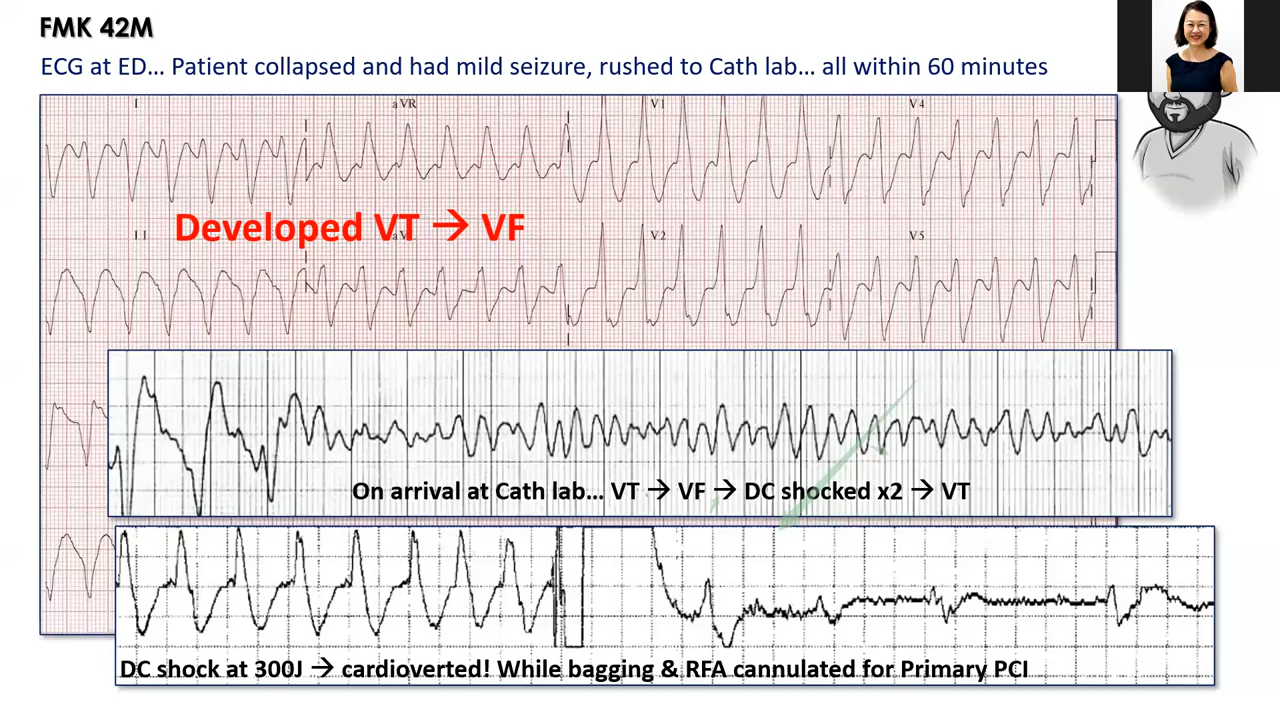 FMK 42M
ECG at ED... Patient collapsed and had mild seizure, rushed to Cath lab... all within 60 minutes
I aVR V1 V4
Developed VT → VF
II aV V2 V5
On arrival at Cath lab... VT → VF → DC shocked x2 → VT
DC shock at 300J → cardioverted! While bagging & RFA cannulated for Primary PCI